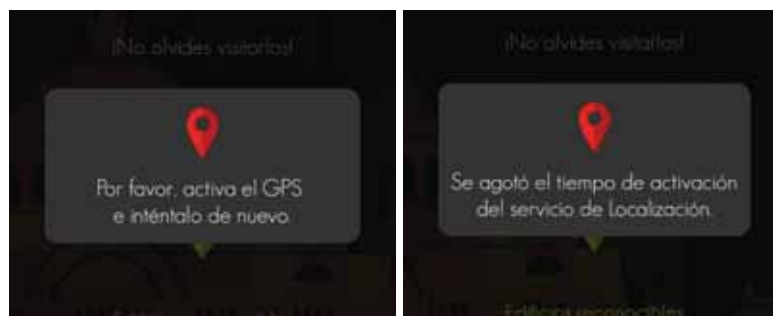 ¡No olvides visitarlos!
Por favor, activa el GPS
e inténtalo de nuevo
¡No olvides visitarlos!
Se agotó el tiempo de activación
del servicio de Localización.
Edificios reconocibles